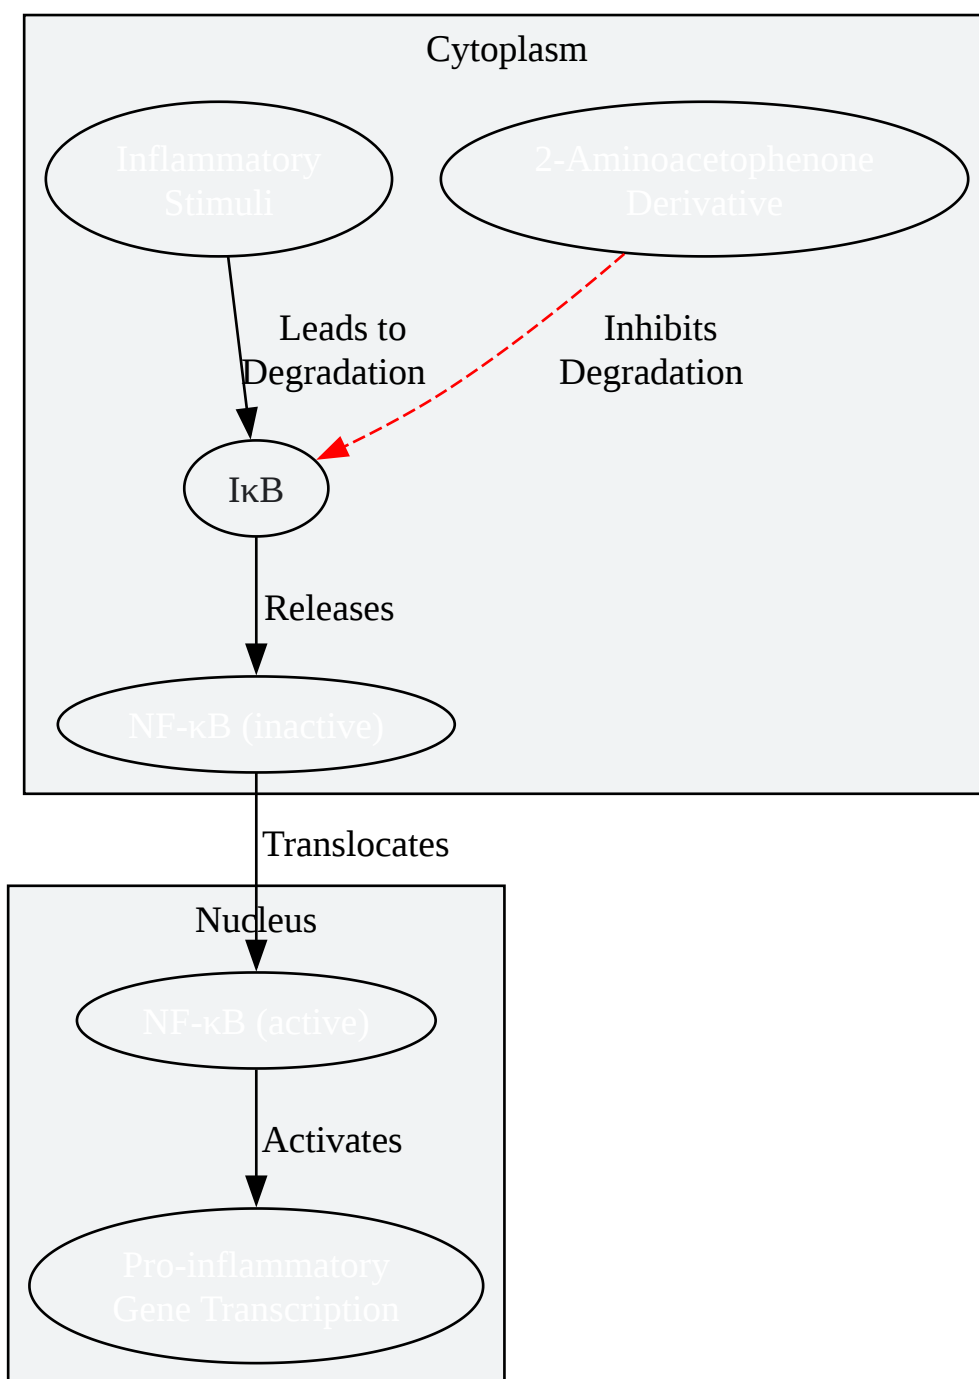 Cytoplasm
Inflammatory
Stimuli
2-Aminoacetophenone
Derivative
Leads to
Degradation
Inhibits
Degradation
IκB
Releases
NF-κB (inactive)
Translocates
Nucleus
NF-κB (active)
Activates
Pro-inflammatory
Gene Transcription